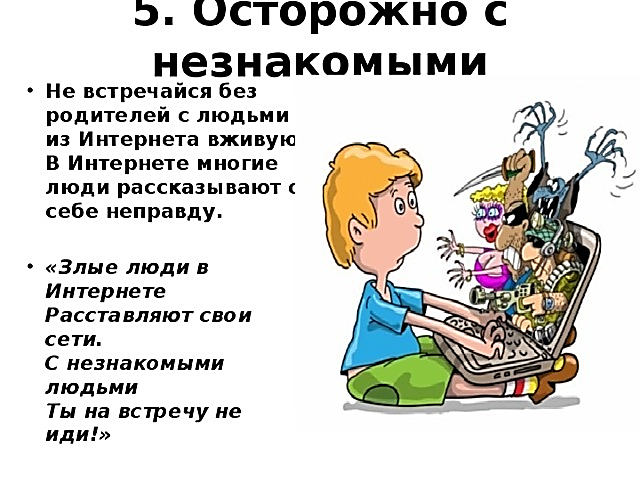 5. Осторожно с
незнакомыми
• Не встречайся без
родителей с людьми
из Интернета вживую.
В Интернете многие
люди рассказывают о
себе неправду.
• «Злые люди в
Интернете
Расставляют свои
сети.
С незнакомыми
людьми
Ты на встречу не
иди!»